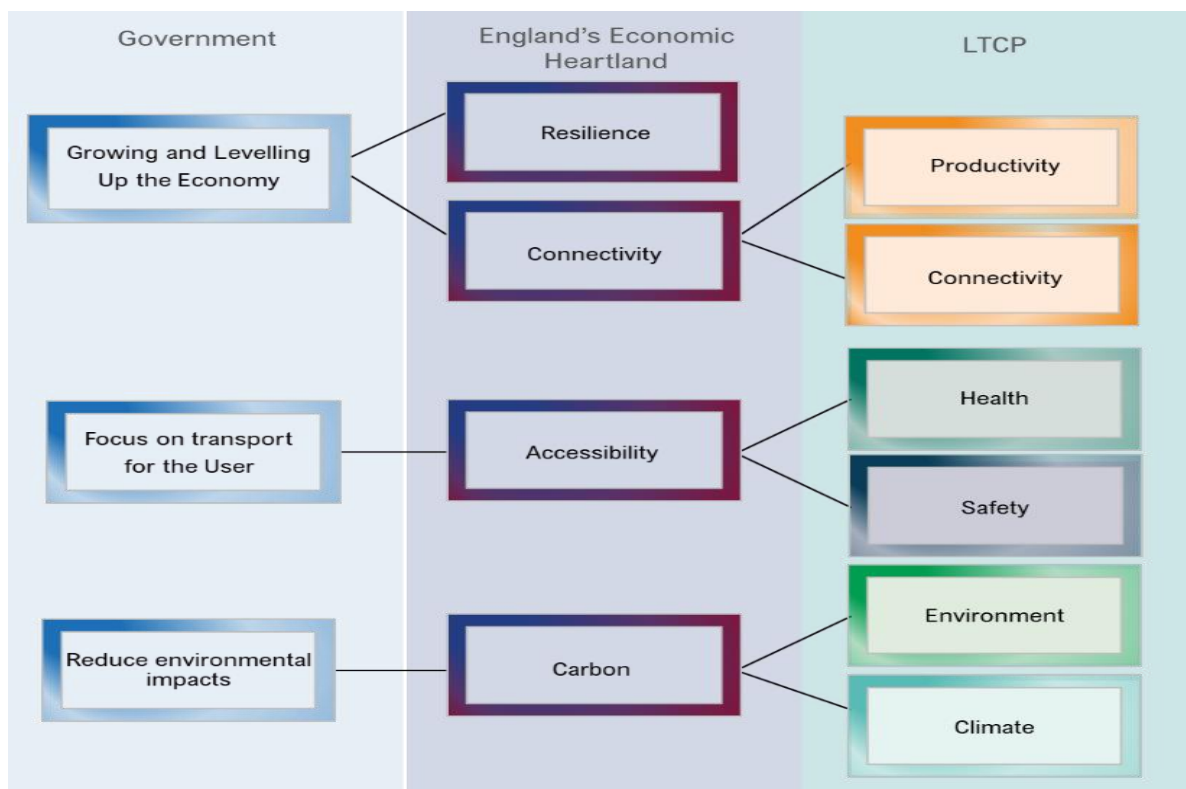 Government
England's Economic
Heartland
LTCP
Growing and Levelling
Up the Economy
Resilience
Connectivity
Productivity
Connectivity
Focus on transport
for the User
Accessibility
Health
Safety
Reduce environmental
impacts
Carbon
Environment
Climate